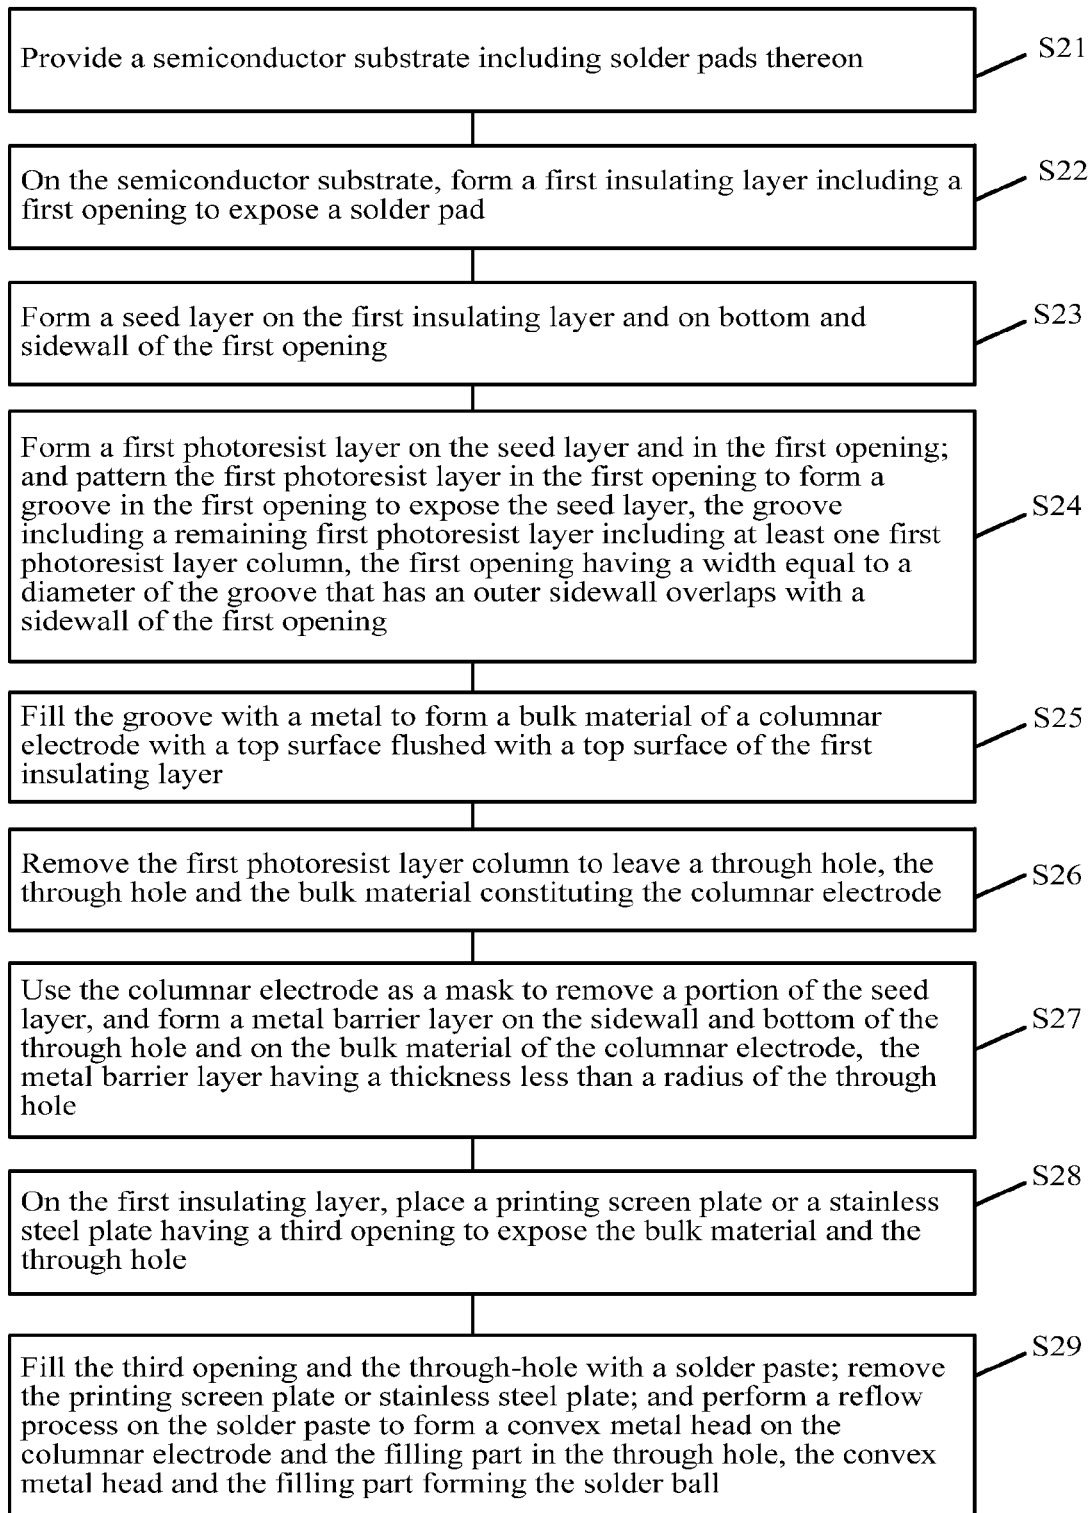 Provide a semiconductor substrate including solder pads thereon
S21
On the semiconductor substrate, form a first insulating layer including a
first opening to expose a solder pad
S22
Form a seed layer on the first insulating layer and on bottom and
sidewall of the first opening
S23
Form a first photoresist layer on the seed layer and in the first opening;
and pattern the first photoresist layer in the first opening to form a
groove in the first opening to expose the seed layer, the groove
including a remaining first photoresist layer including at least one first
photoresist layer column, the first opening having a width equal to a
diameter of the groove that has an outer sidewall overlaps with a
sidewall of the first opening
S24
Fill the groove with a metal to form a bulk material of a columnar
electrode with a top surface flushed with a top surface of the first
insulating layer
S25
Remove the first photoresist layer column to leave a through hole, the
through hole and the bulk material constituting the columnar electrode
S26
Use the columnar electrode as a mask to remove a portion of the seed
layer, and form a metal barrier layer on the sidewall and bottom of the
through hole and on the bulk material of the columnar electrode, the
metal barrier layer having a thickness less than a radius of the through
hole
S27
On the first insulating layer, place a printing screen plate or a stainless
steel plate having a third opening to expose the bulk material and the
through hole
S28
Fill the third opening and the through-hole with a solder paste; remove
the printing screen plate or stainless steel plate; and perform a reflow
process on the solder paste to form a convex metal head on the
columnar electrode and the filling part in the through hole, the convex
metal head and the filling part forming the solder ball
S29